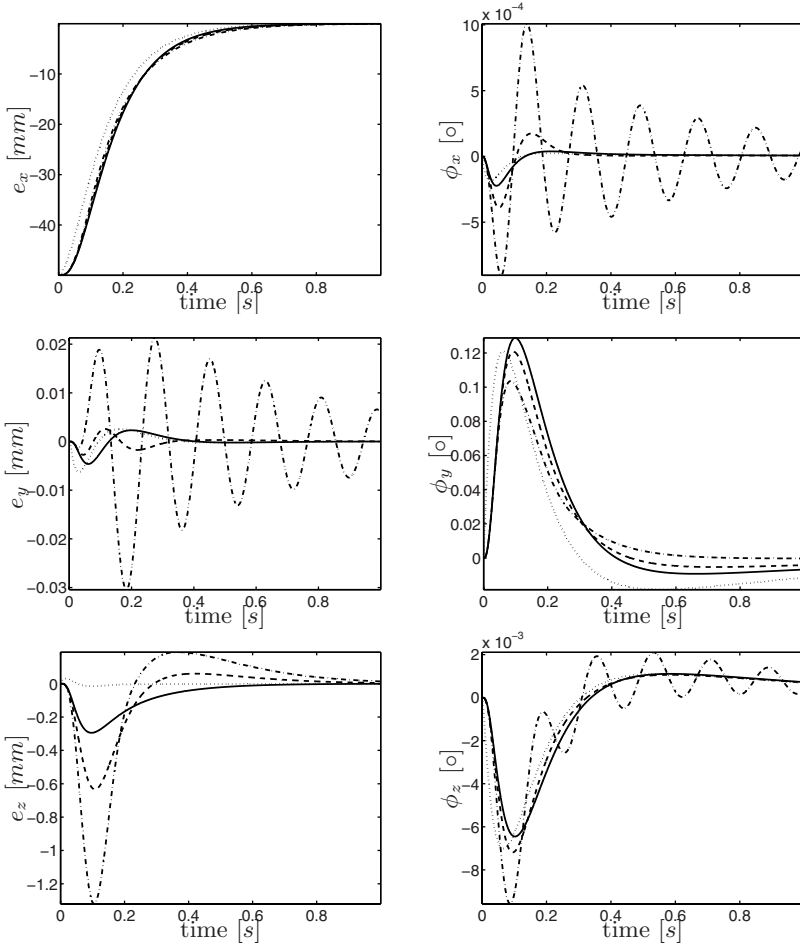 −10
−20
−30
−40
e_x [mm]
0 0.2 0.4 0.6 0.8
time [s]
x 10⁻⁴
10
5
0
−5
ϕ_x [○]
0 0.2 0.4 0.6 0.8
time [s]
0.02
0.01
0
−0.01
−0.02
−0.03
e_y [mm]
0 0.2 0.4 0.6 0.8
time [s]
0.12
0.1
0.08
0.06
0.04
0.02
0
ϕ_y [○]
0 0.2 0.4 0.6 0.8
time [s]
0
−0.2
−0.4
−0.6
−0.8
−1
−1.2
e_z [mm]
0 0.2 0.4 0.6 0.8
time [s]
x 10⁻³
2
0
−2
−4
−6
−8
ϕ_z [○]
0 0.2 0.4 0.6 0.8
time [s]